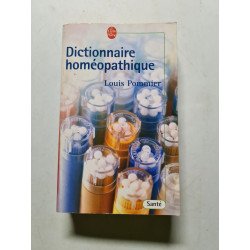 Dictionnaire
homéopathique
Louis Pommier
Santé